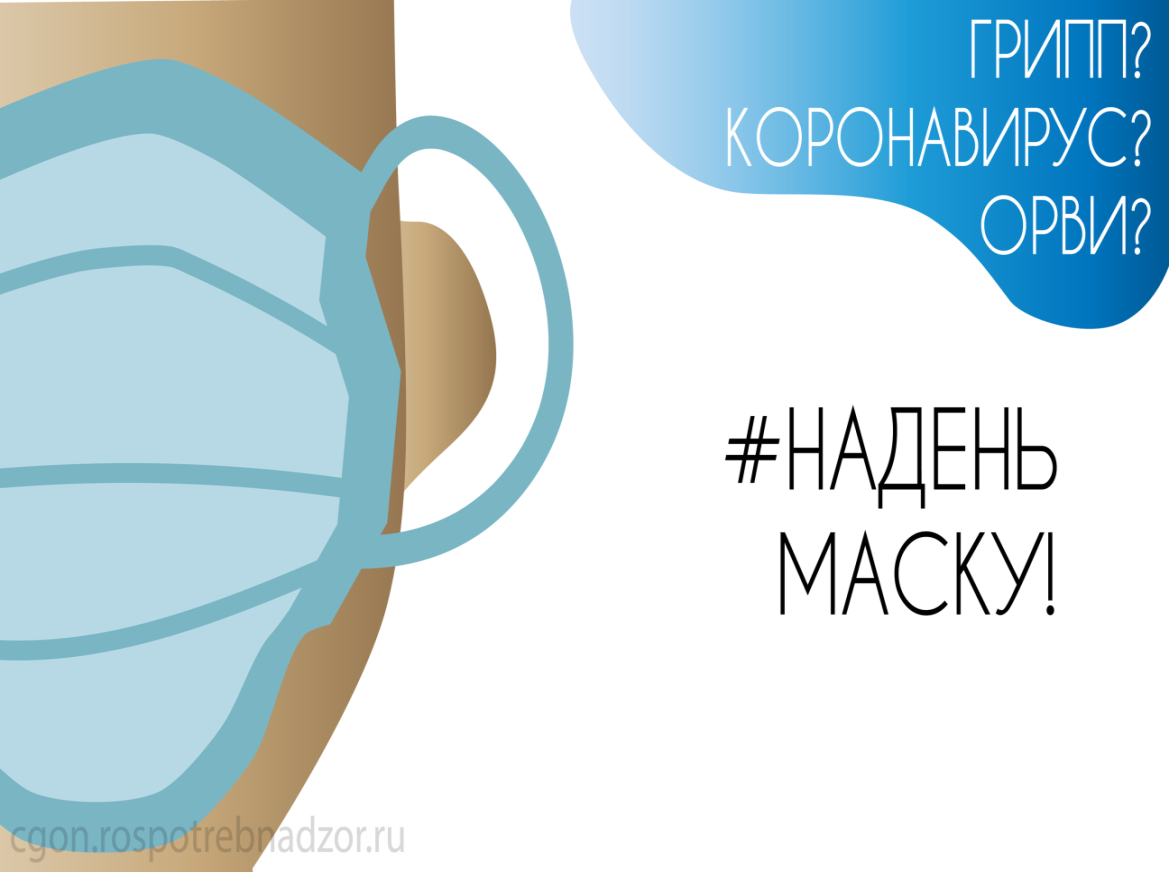 ГРИПП?
КОРОНАВИРУС?
ОРВИ?
#НАДЕНЬ
МАСКУ!
cgon.rospotrebnadzor.ru